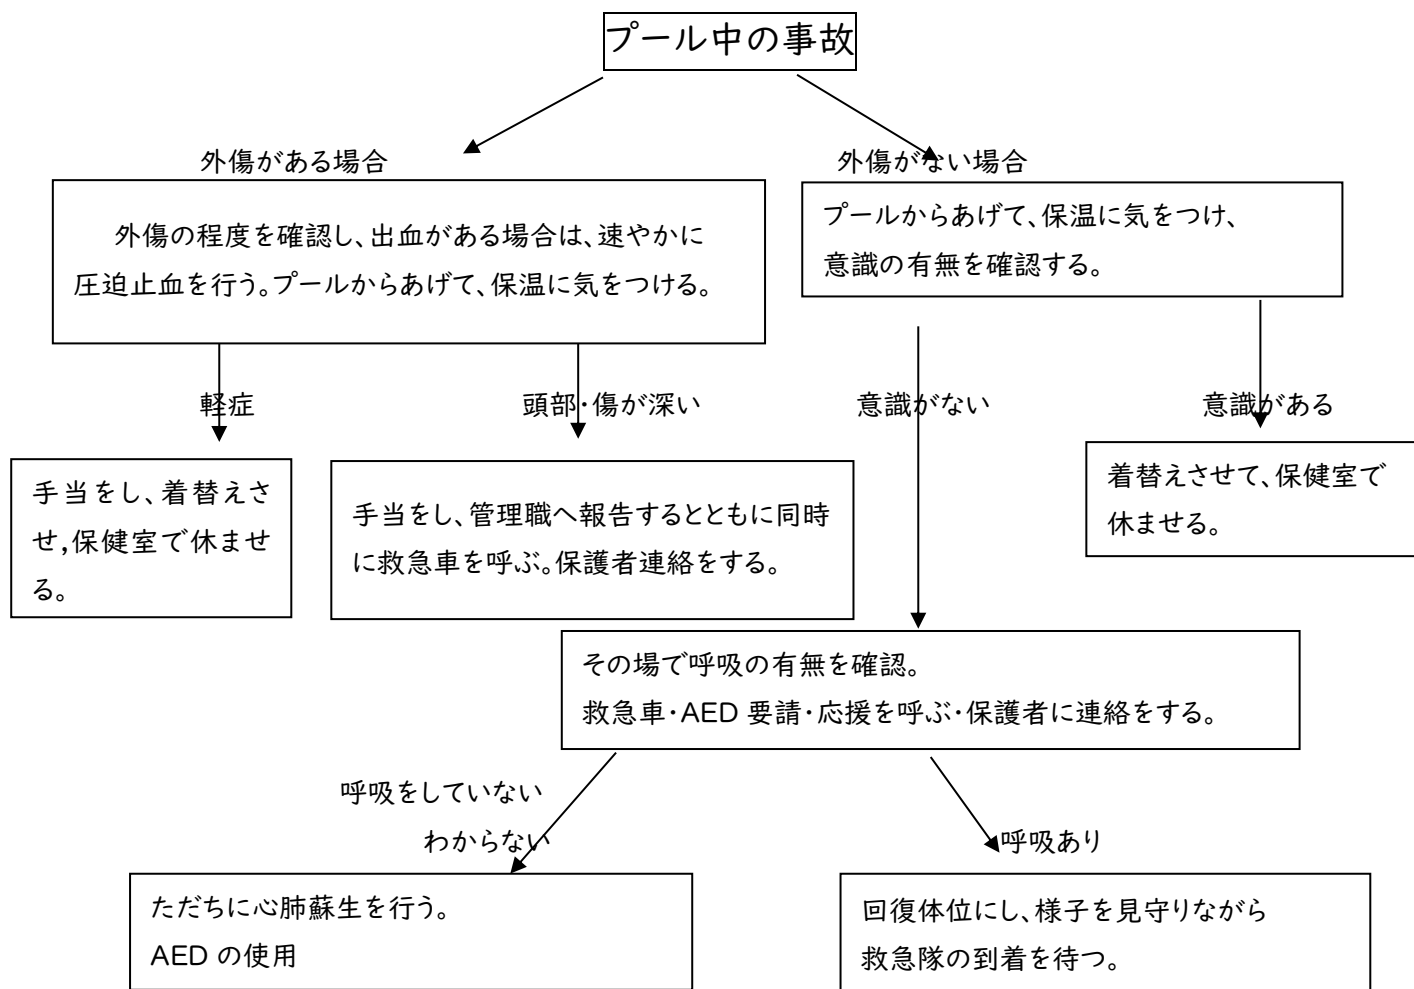 プール中の事故
外傷がある場合
外傷がない場合
外傷の程度を確認し、出血がある場合は、速やかに
圧迫止血を行う。プールからあげて、保温に気をつける。
プールからあげて、保温に気をつけ、
意識の有無を確認する。
軽症
頭部・傷が深い
意識がない
意識がある
手当をし、着替えさ
せ,保健室で休ませ
る。
手当をし、管理職へ報告するとともに同時
に救急車を呼ぶ。保護者連絡をする。
着替えさせて、保健室で
休ませる。
その場で呼吸の有無を確認。
救急車・AED 要請・応援を呼ぶ・保護者に連絡をする。
呼吸をしていない
わからない
呼吸あり
ただちに心肺蘇生を行う。
AED の使用
回復体位にし、様子を見守りながら
救急隊の到着を待つ。